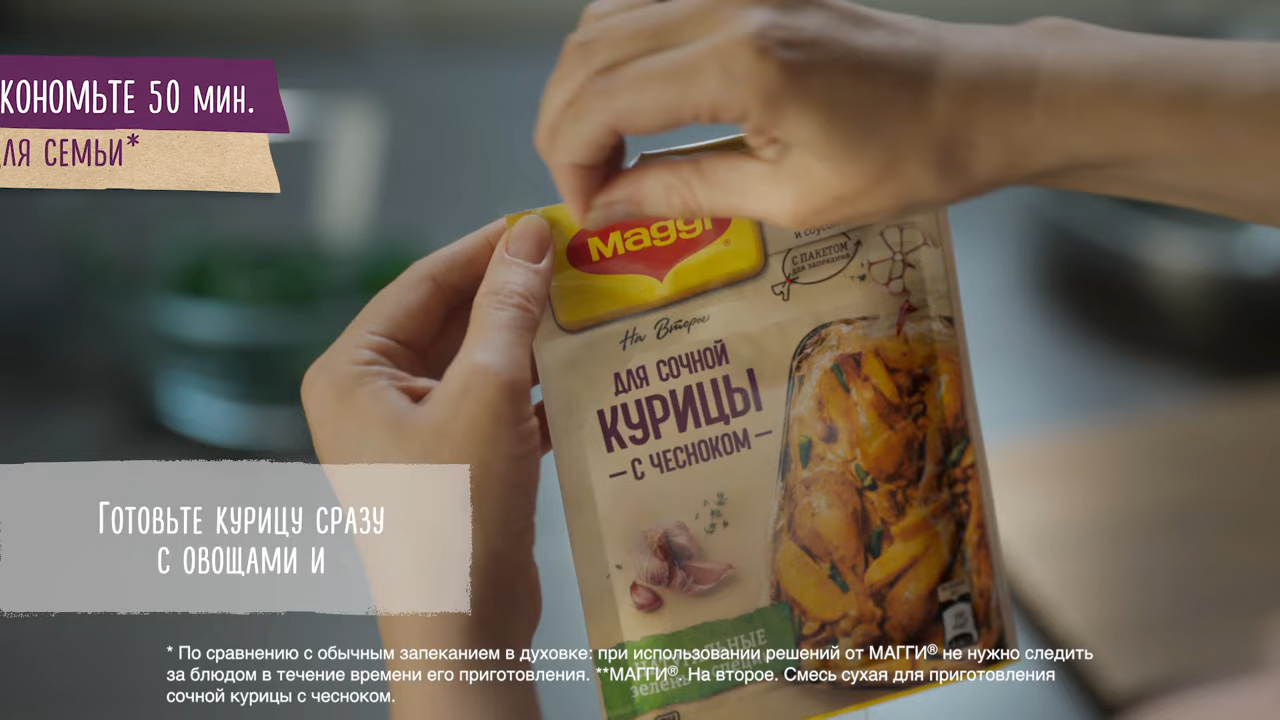 КОНОМЬТЕ 50 МИН.
ЛЯ СЕМЬИ*
Maggi
®
С ПАКЕТОМ
для запекания
На Второе
ДЛЯ СОЧНОЙ
КУРИЦЫ
– С ЧЕСНОКОМ –
Готовьте курицу сразу
с овощами и
* По сравнению с обычным запеканием в духовке: при использовании решений от МАГГИ® не нужно следить
за блюдом в течение времени его приготовления. **МАГГИ®. На второе. Смесь сухая для приготовления
сочной курицы с чесноком.